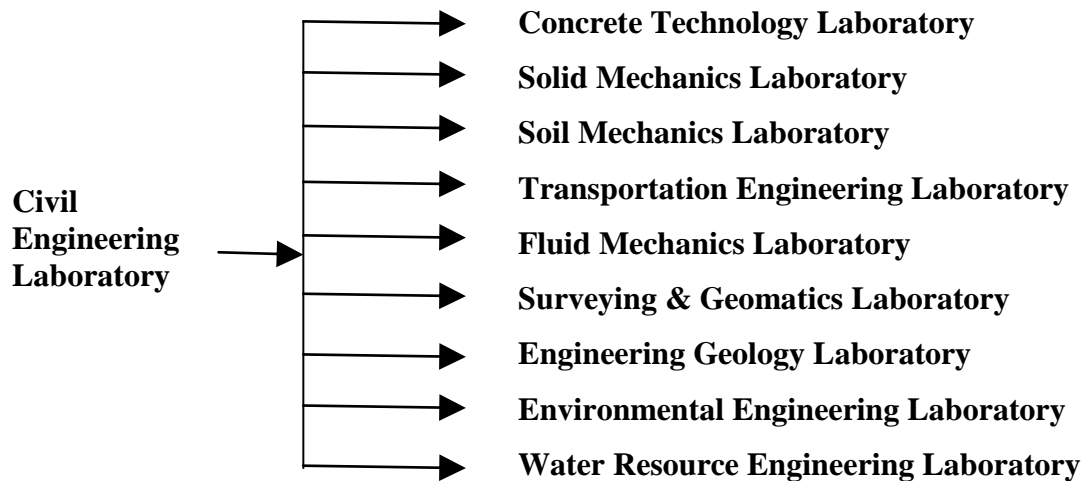 Civil
Engineering
Laboratory
Concrete Technology Laboratory
Solid Mechanics Laboratory
Soil Mechanics Laboratory
Transportation Engineering Laboratory
Fluid Mechanics Laboratory
Surveying & Geomatics Laboratory
Engineering Geology Laboratory
Environmental Engineering Laboratory
Water Resource Engineering Laboratory